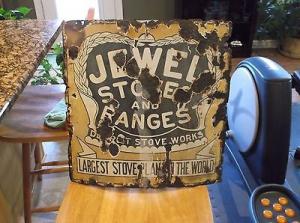 JEWEL
STOVES
AND
RANGES
DETROIT STOVE WORKS
LARGEST STOVE PLANT IN THE WORLD